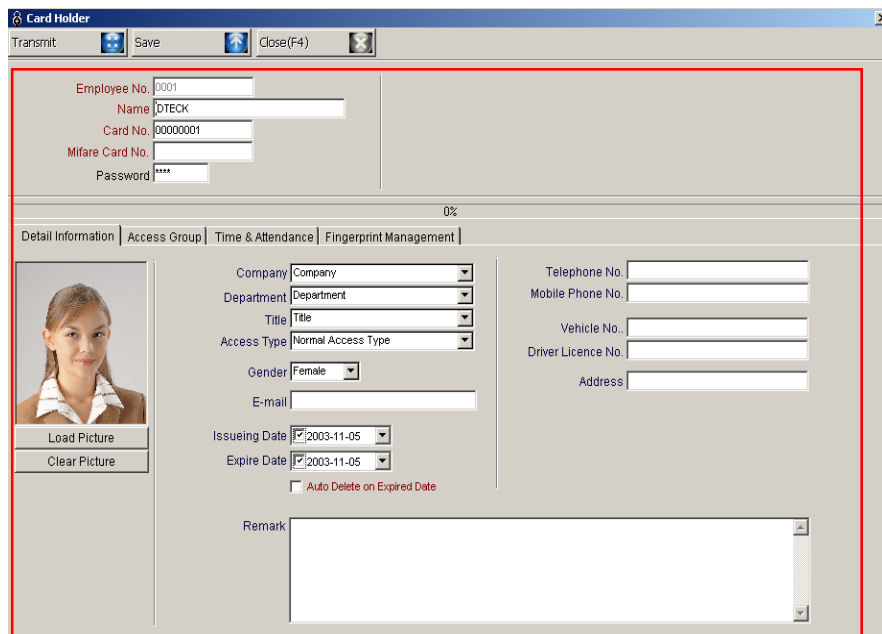 Card Holder
Transmit Save Close(F4)
Employee No. 0001
Name DTECK
Card No. 00000001
Mifare Card No.
Password ****
0%
Detail Information Access Group Time & Attendance Fingerprint Management
Company Company
Department Department
Title Title
Access Type Normal Access Type
Gender Female
E-mail
Issueing Date 2003-11-05
Expire Date 2003-11-05
Auto Delete on Expired Date
Telephone No.
Mobile Phone No.
Vehicle No..
Driver Licence No.
Address
Load Picture
Clear Picture
Remark